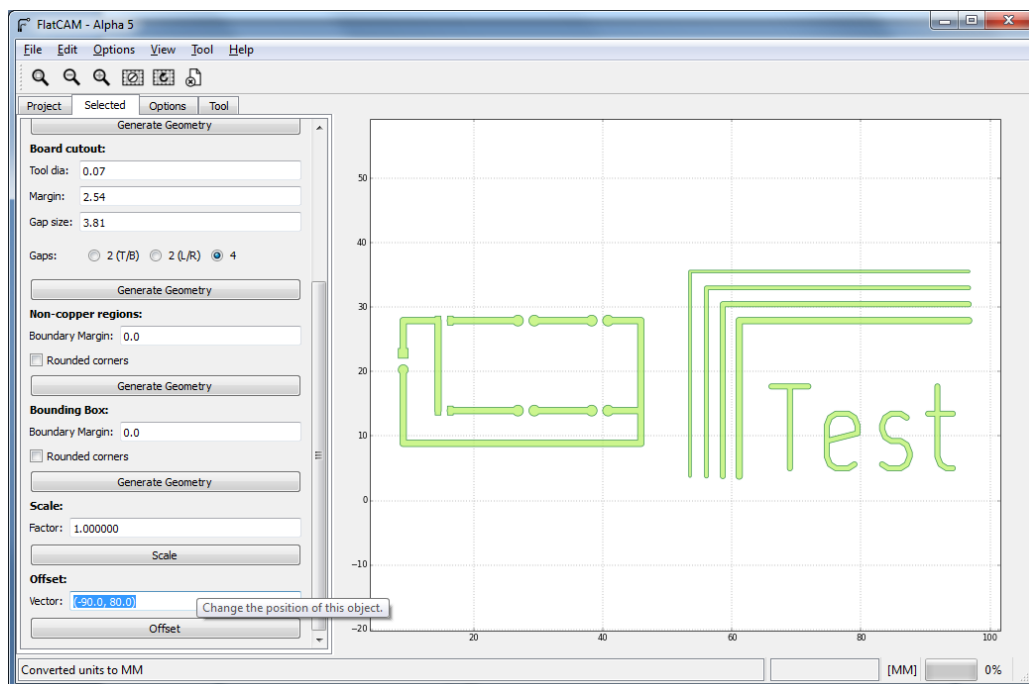 FlatCAM - Alpha 5
File Edit Options View Tool Help
Project Selected Options Tool
Generate Geometry
Board cutout:
Tool dia: 0.07
Margin: 2.54
Gap size: 3.81
Gaps: 2 (T/B) 2 (L/R) 4
Generate Geometry
Non-copper regions:
Boundary Margin: 0.0
Rounded corners
Generate Geometry
Bounding Box:
Boundary Margin: 0.0
Rounded corners
Generate Geometry
Scale:
Factor: 1.000000
Scale
Offset:
Vector: (-90.0, 80.0)
Change the position of this object.
Offset
50
40
30
20
10
0
−10
−20
20 40 60 80 100
Test
Converted units to MM [MM] 0%